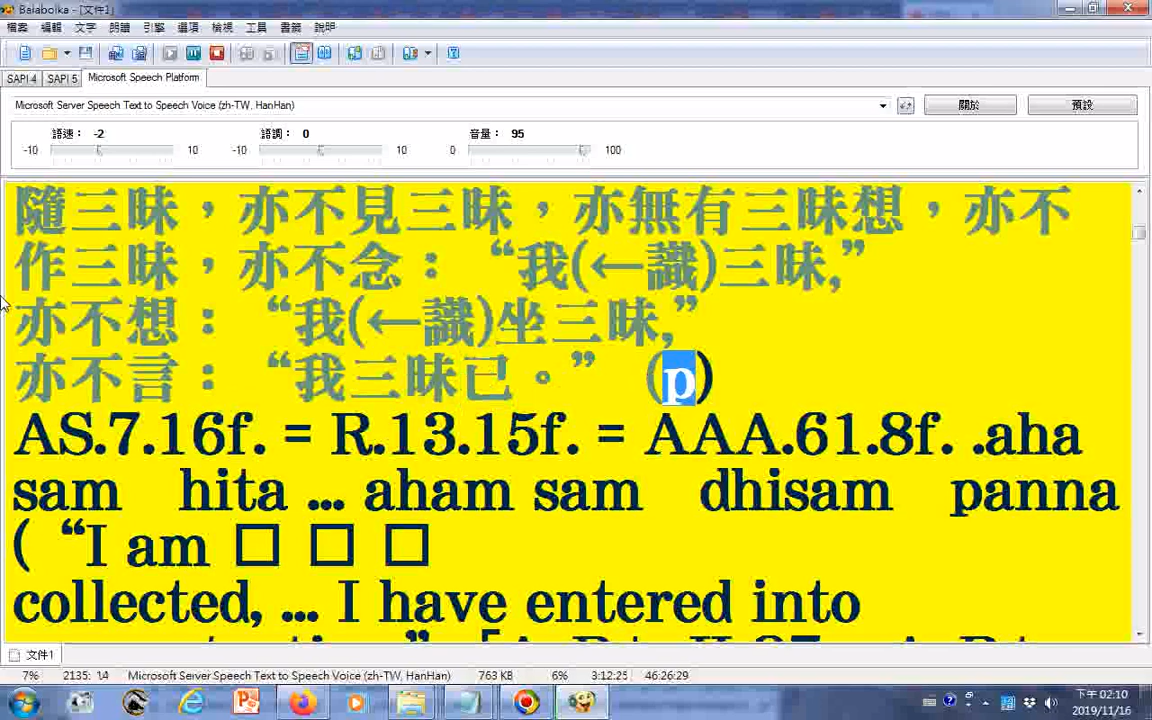 Balabolka - [文件1]
檔案 編輯 文字 朗讀 引擎 選項 檢視 工具 書籤 說明
SAPI 4 SAPI 5 Microsoft Speech Platform
Microsoft Server Speech Text to Speech Voice (zh-TW, HanHan) 關於 預設
語速： -2 語調： 0 音量： 95
-10 10 -10 10 0 100
隨三昧，亦不見三昧，亦無有三昧想，亦不
作三昧，亦不念：“我(←識)三昧,”
亦不想：“我(←識)坐三昧,”
亦不言：“我三昧已。” (p)
AS.7.16f. = R.13.15f. = AAA.61.8f. .aha
sam hita ... aham sam dhisam panna
( “I am □ □ □
collected, ... I have entered into
文件1
7% 2135: 14 Microsoft Server Speech Text to Speech Voice (zh-TW, HanHan) 763 KB 6% 3:12:25 46:26:29
下午 02:10
2019/11/16